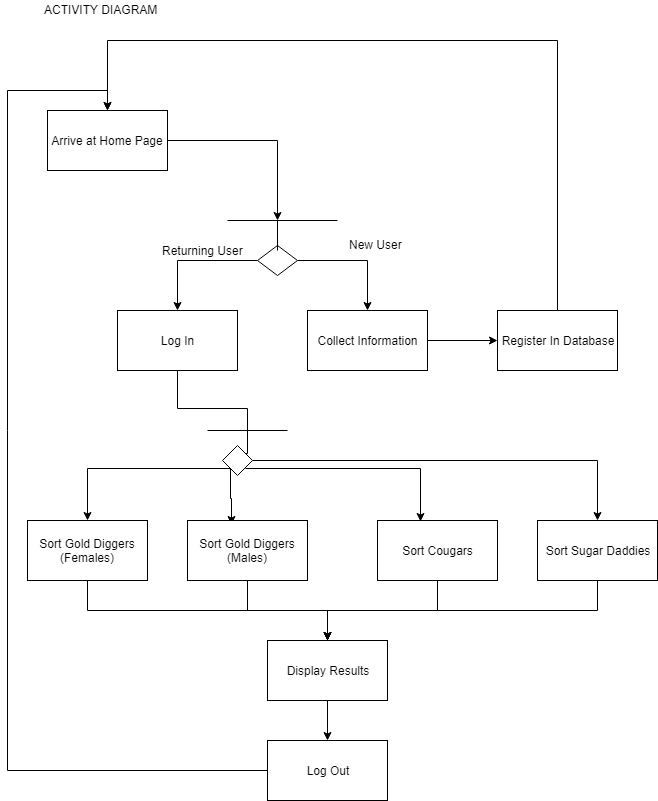 ACTIVITY DIAGRAM
Arrive at Home Page
Returning User
New User
Log In
Collect Information
Register In Database
Sort Gold Diggers
(Females)
Sort Gold Diggers
(Males)
Sort Cougars
Sort Sugar Daddies
Display Results
Log Out